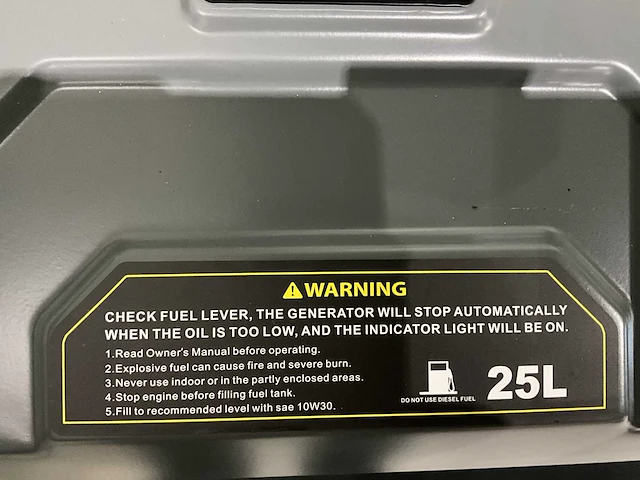 WARNING
CHECK FUEL LEVER, THE GENERATOR WILL STOP AUTOMATICALLY
WHEN THE OIL IS TOO LOW, AND THE INDICATOR LIGHT WILL BE ON.
1.Read Owner's Manual before operating.
2.Explosive fuel can cause fire and severe burn.
3.Never use indoor or in the partly enclosed areas.
4.Stop engine before filling fuel tank.
5.Fill to recommended level with sae 10W30.
DO NOT USE DIESEL FUEL
25L